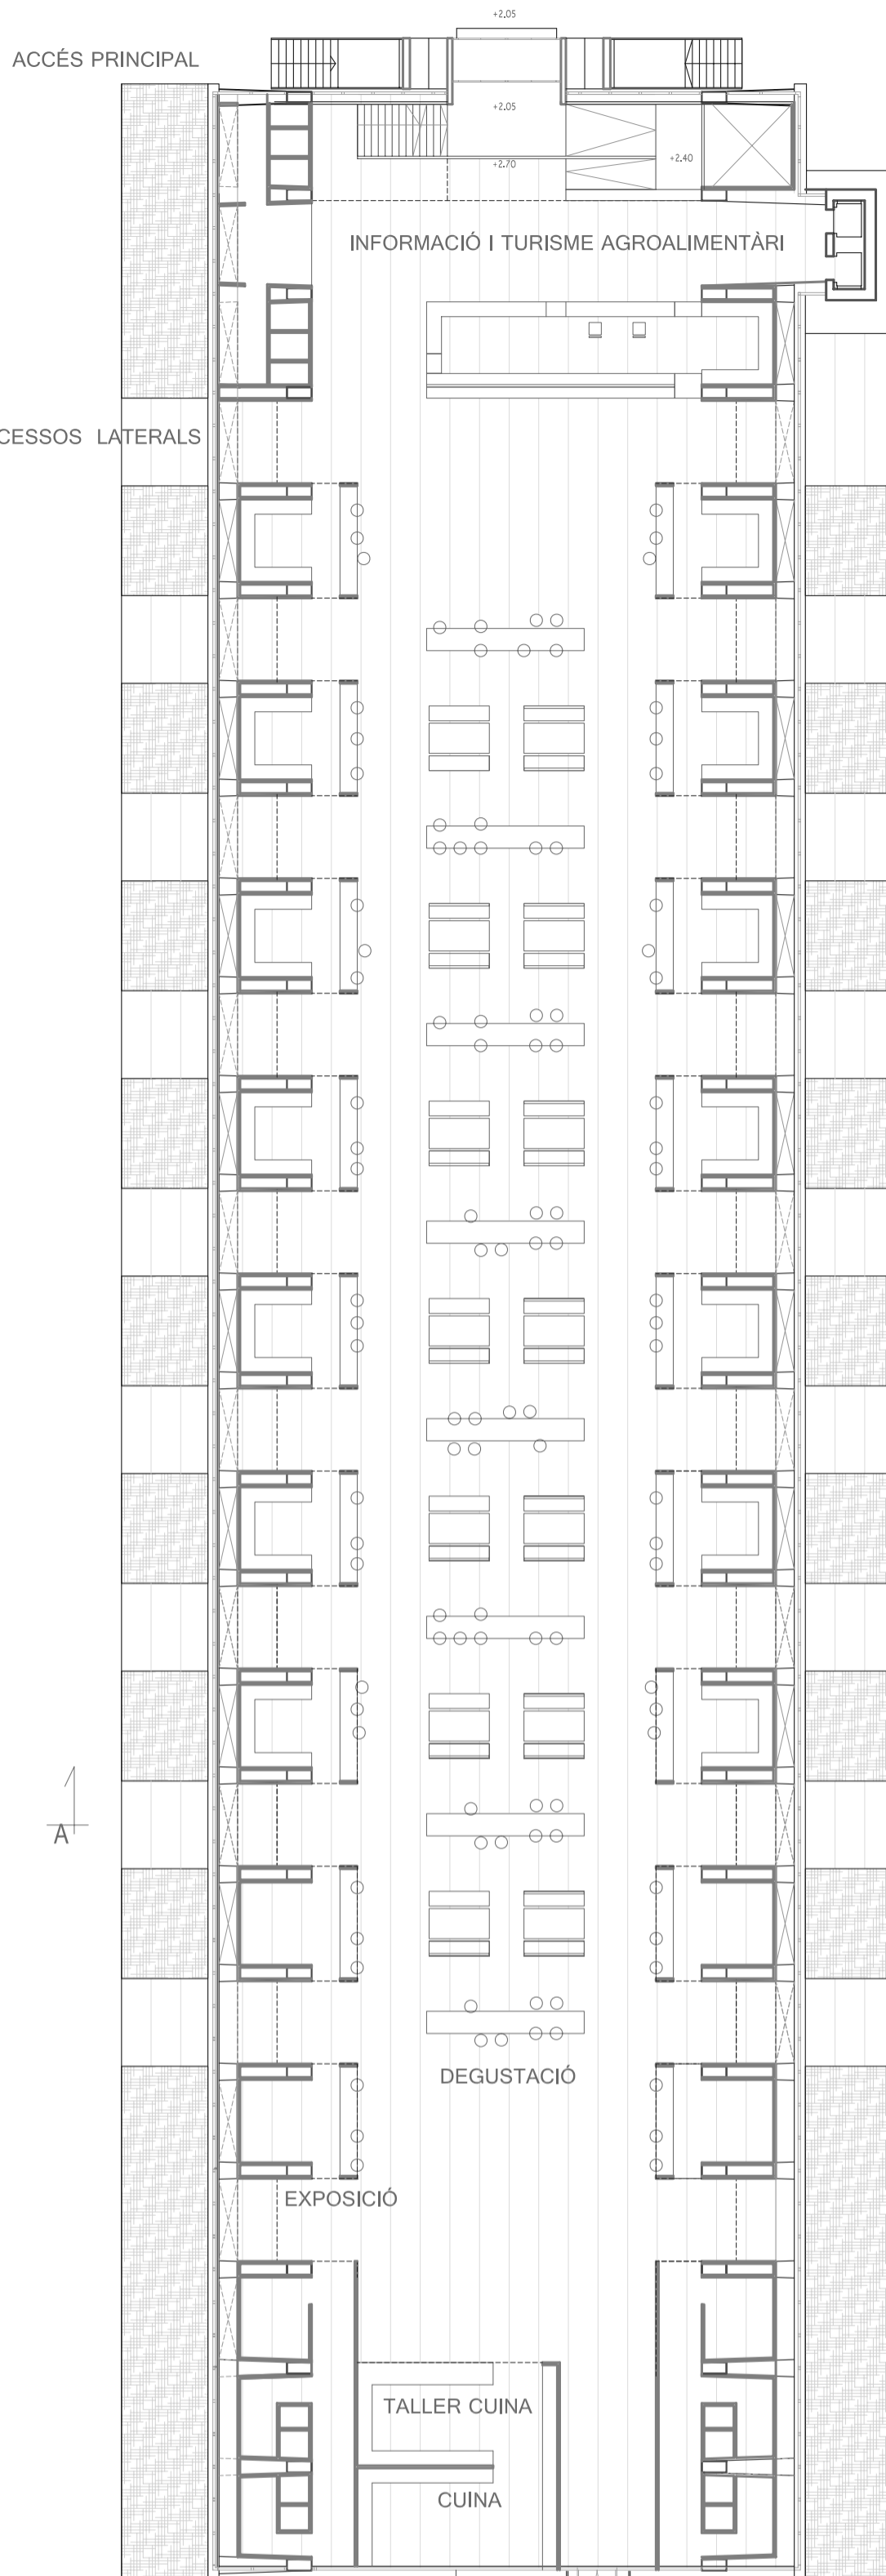 +2.05
ACCÉS PRINCIPAL
+2.05
+2.70
+2.40
INFORMACIÓ I TURISME AGROALIMENTÀRI
CESSOS LATERALS
A
DEGUSTACIÓ
EXPOSICIÓ
TALLER CUINA
CUINA